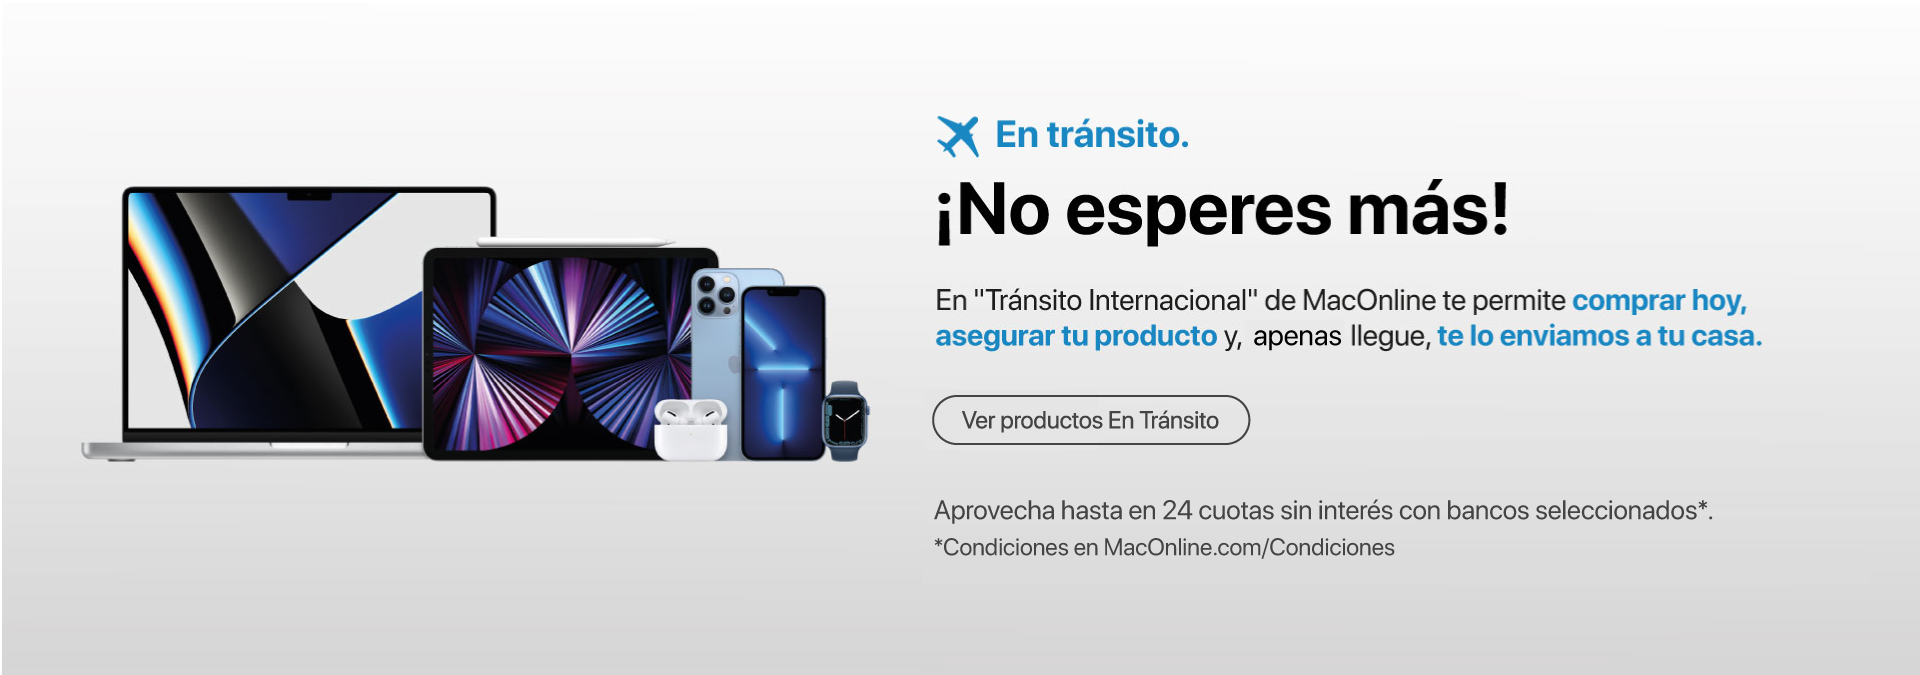 En tránsito.
¡No esperes más!
En "Tránsito Internacional" de MacOnline te permite comprar hoy,
asegurar tu producto y, apenas llegue, te lo enviamos a tu casa.
Ver productos En Tránsito
Aprovecha hasta en 24 cuotas sin interés con bancos seleccionados*.
*Condiciones en MacOnline.com/Condiciones